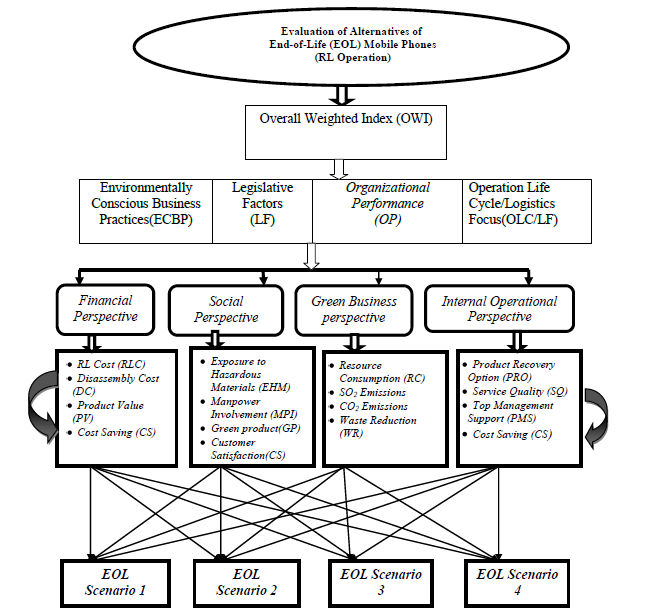 Evaluation of Alternatives of
End-of-Life (EOL) Mobile Phones
(RL Operation)
Overall Weighted Index (OWI)
Environmentally
Conscious Business
Practices(ECBP)
Legislative
Factors
(LF)
Organizational
Performance
(OP)
Operation Life
Cycle/Logistics
Focus(OLC/LF)
Financial
Perspective
Social
Perspective
Green Business
perspective
Internal Operational
Perspective
• RL Cost (RLC)
• Disassembly Cost
(DC)
• Product Value
(PV)
• Cost Saving (CS)
• Exposure to
Hazardous
Materials (EHM)
• Manpower
Involvement (MPI)
• Green product(GP)
• Customer
Satisfaction(CS)
• Resource
Consumption (RC)
• SO2 Emissions
• CO2 Emissions
• Waste Reduction
(WR)
• Product Recovery
Option (PRO)
• Service Quality (SQ)
• Top Management
Support (PMS)
• Cost Saving (CS)
EOL
Scenario 1
EOL
Scenario 2
EOL Scenario
3
EOL Scenario
4